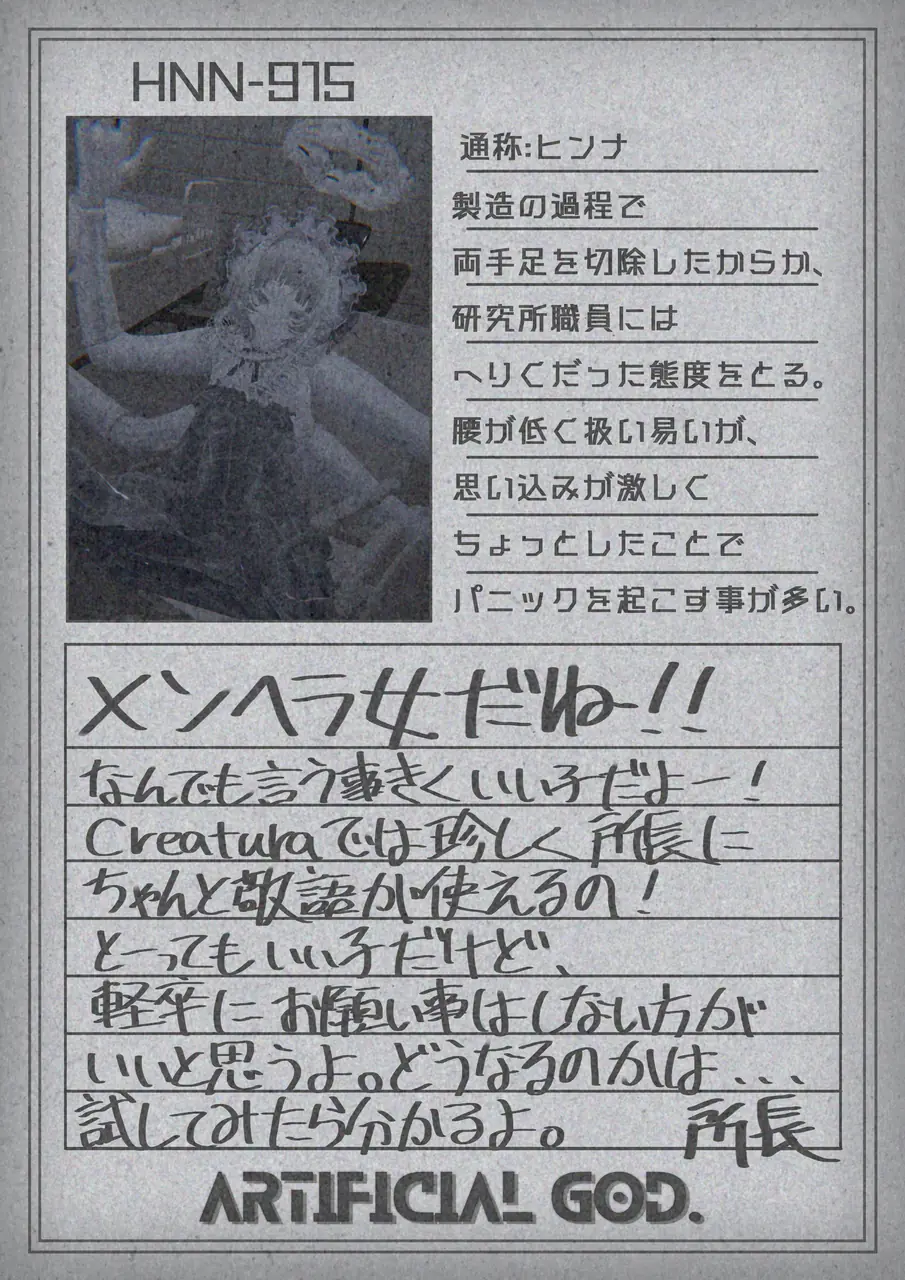 HNN-915
通称:ヒンナ
製造の過程で
両手足を切除したからか、
研究所職員には
へりくだった態度をとる。
腰が低く扱い易いが、
思い込みが激しく
ちょっとしたことで
パニックを起こす事が多い。
メンヘラ女だねー!!
なんでも言う事きくいい子だよー!
Creaturaでは珍しく所長に
ちゃんと敬語が使えるの!
とーってもいい子だけど、
軽卒にお願い事はしない方が
いいと思うよ。どうなるのかは...
試してみたら分かるよ。 所長
ARTIFICIAL GOD.